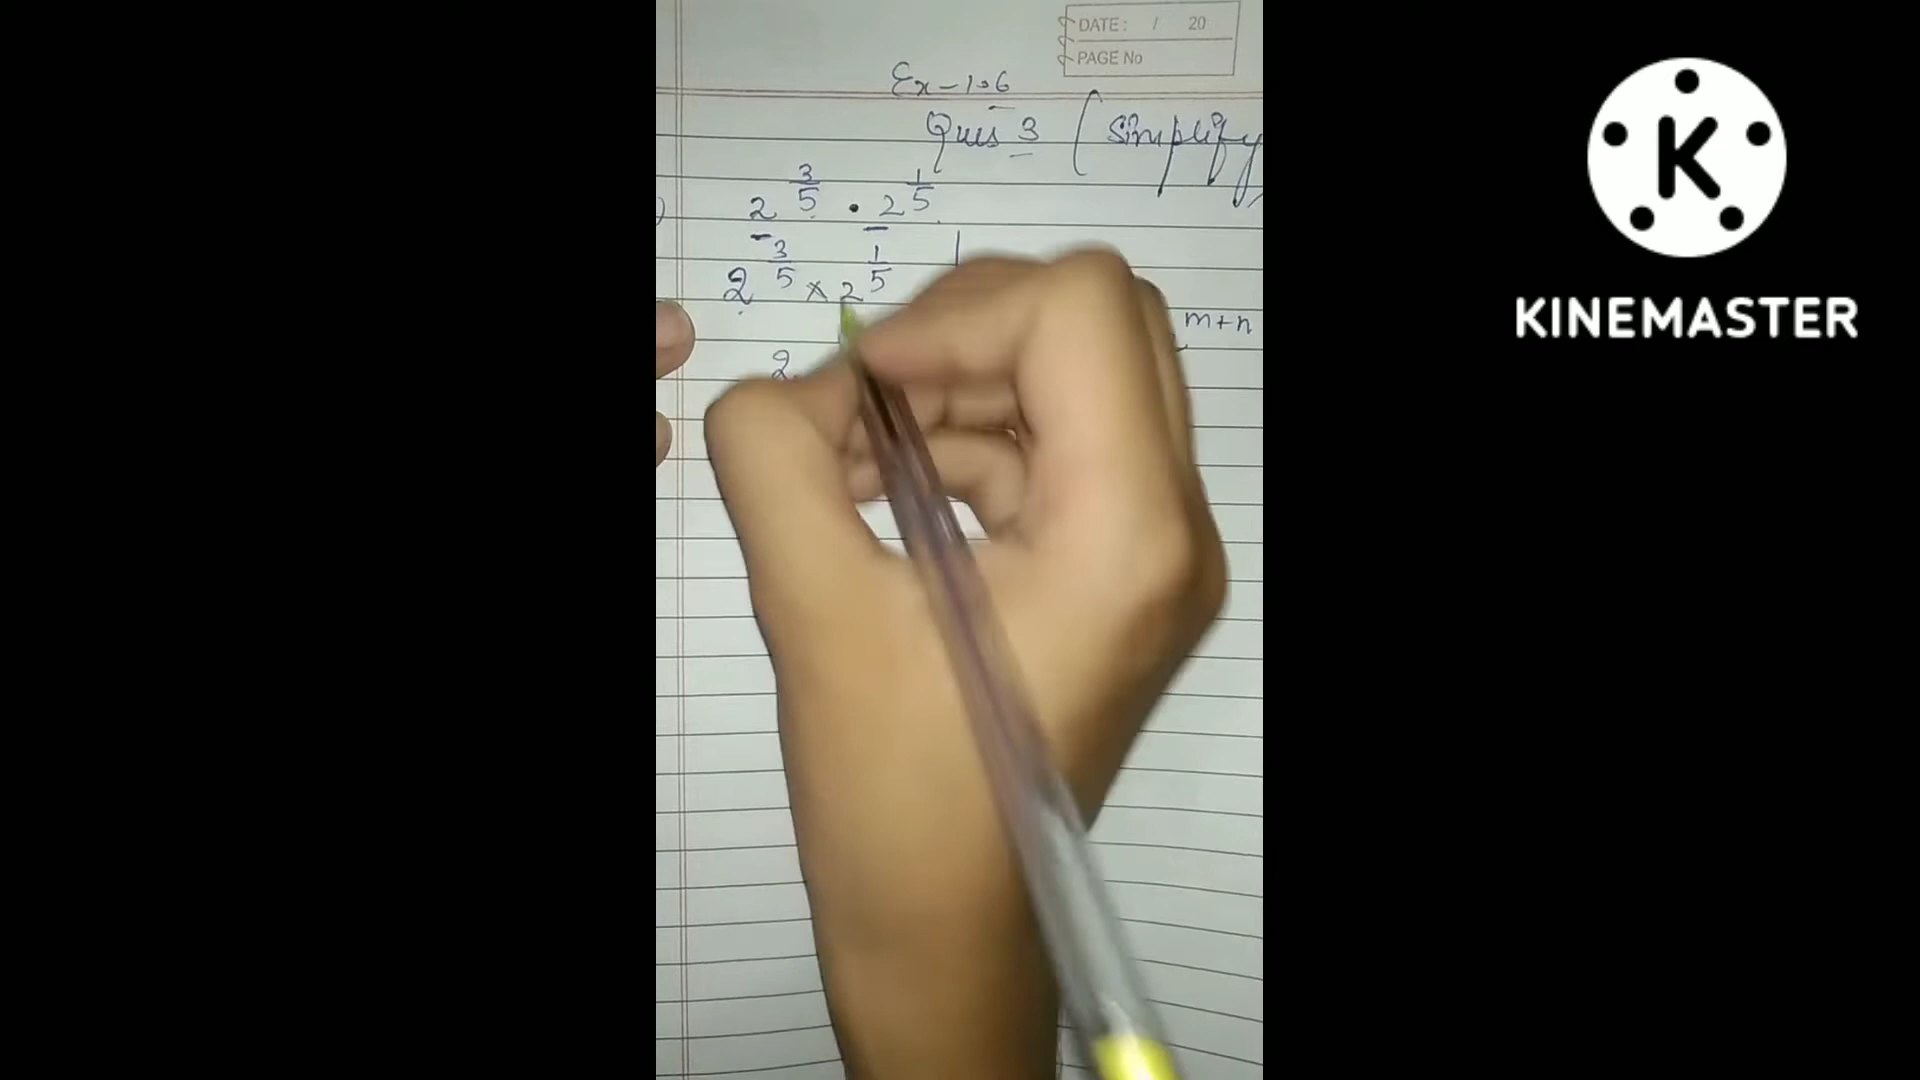 DATE: / 20
PAGE No
Ex-1.6
Ques 3 (Simplify)
2^{3/5} • 2^{1/5}
2^{3/5} × 2^{1/5}
m+n
2
KINEMASTER